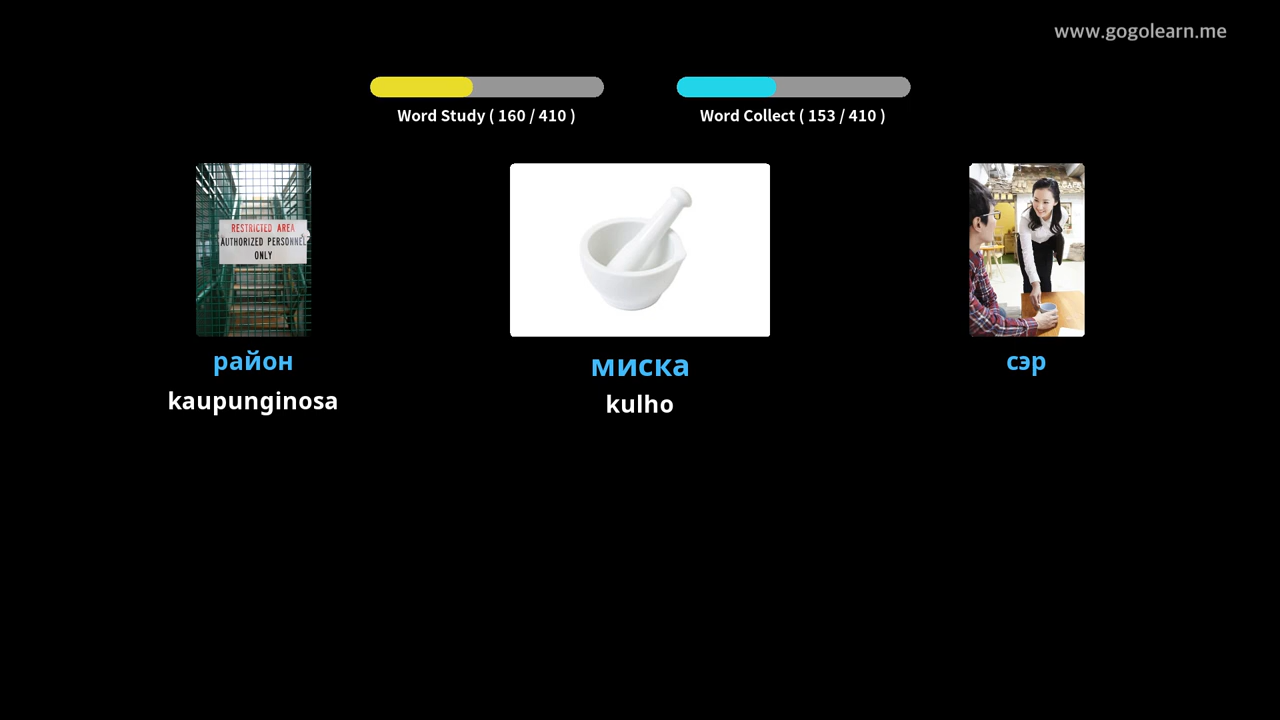 www.gogolearn.me
Word Study ( 160 / 410 )
Word Collect ( 153 / 410 )
RESTRICTED AREA
AUTHORIZED PERSONNEL
ONLY
район
миска
сэр
kaupunginosa
kulho